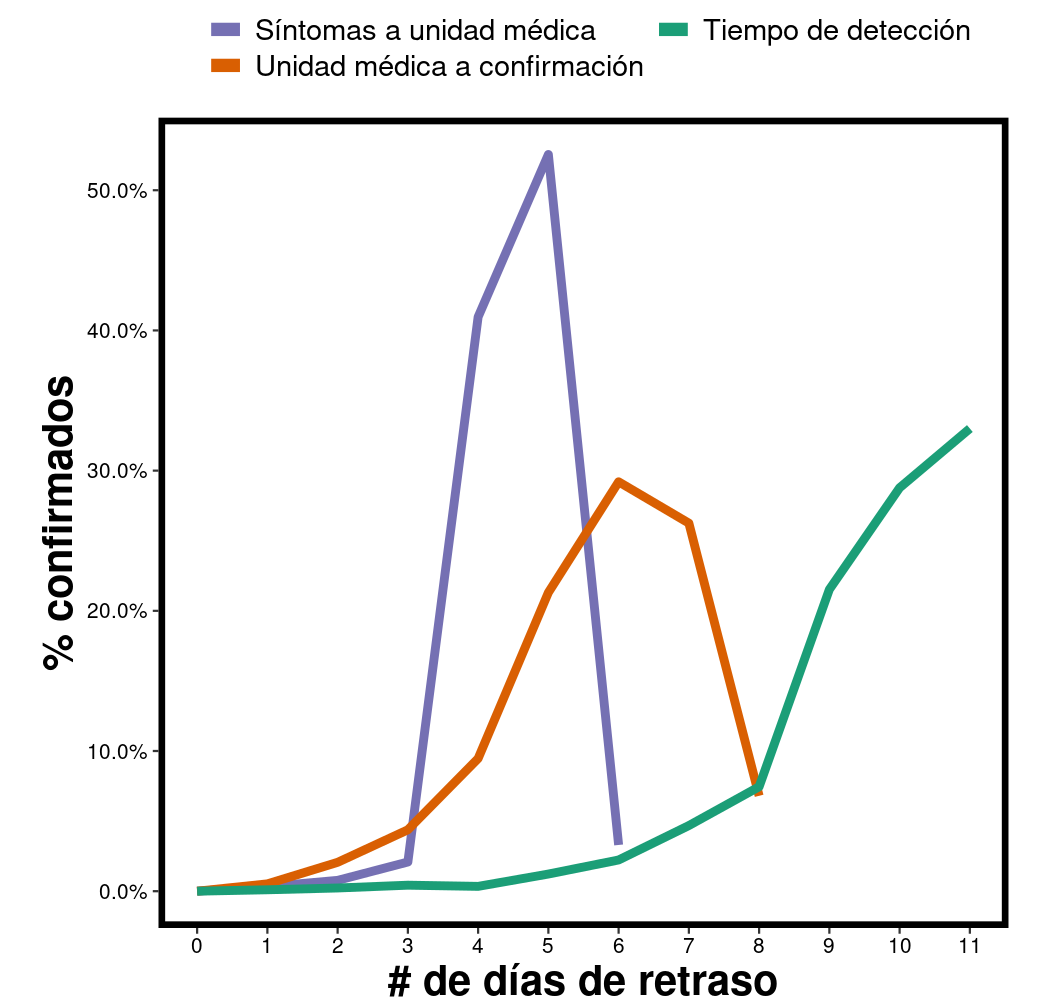 Síntomas a unidad médica
Tiempo de detección
Unidad médica a confirmación
% confirmados
50.0%
40.0%
30.0%
20.0%
10.0%
0.0%
0 1 2 3 4 5 6 7 8 9 10 11
# de días de retraso